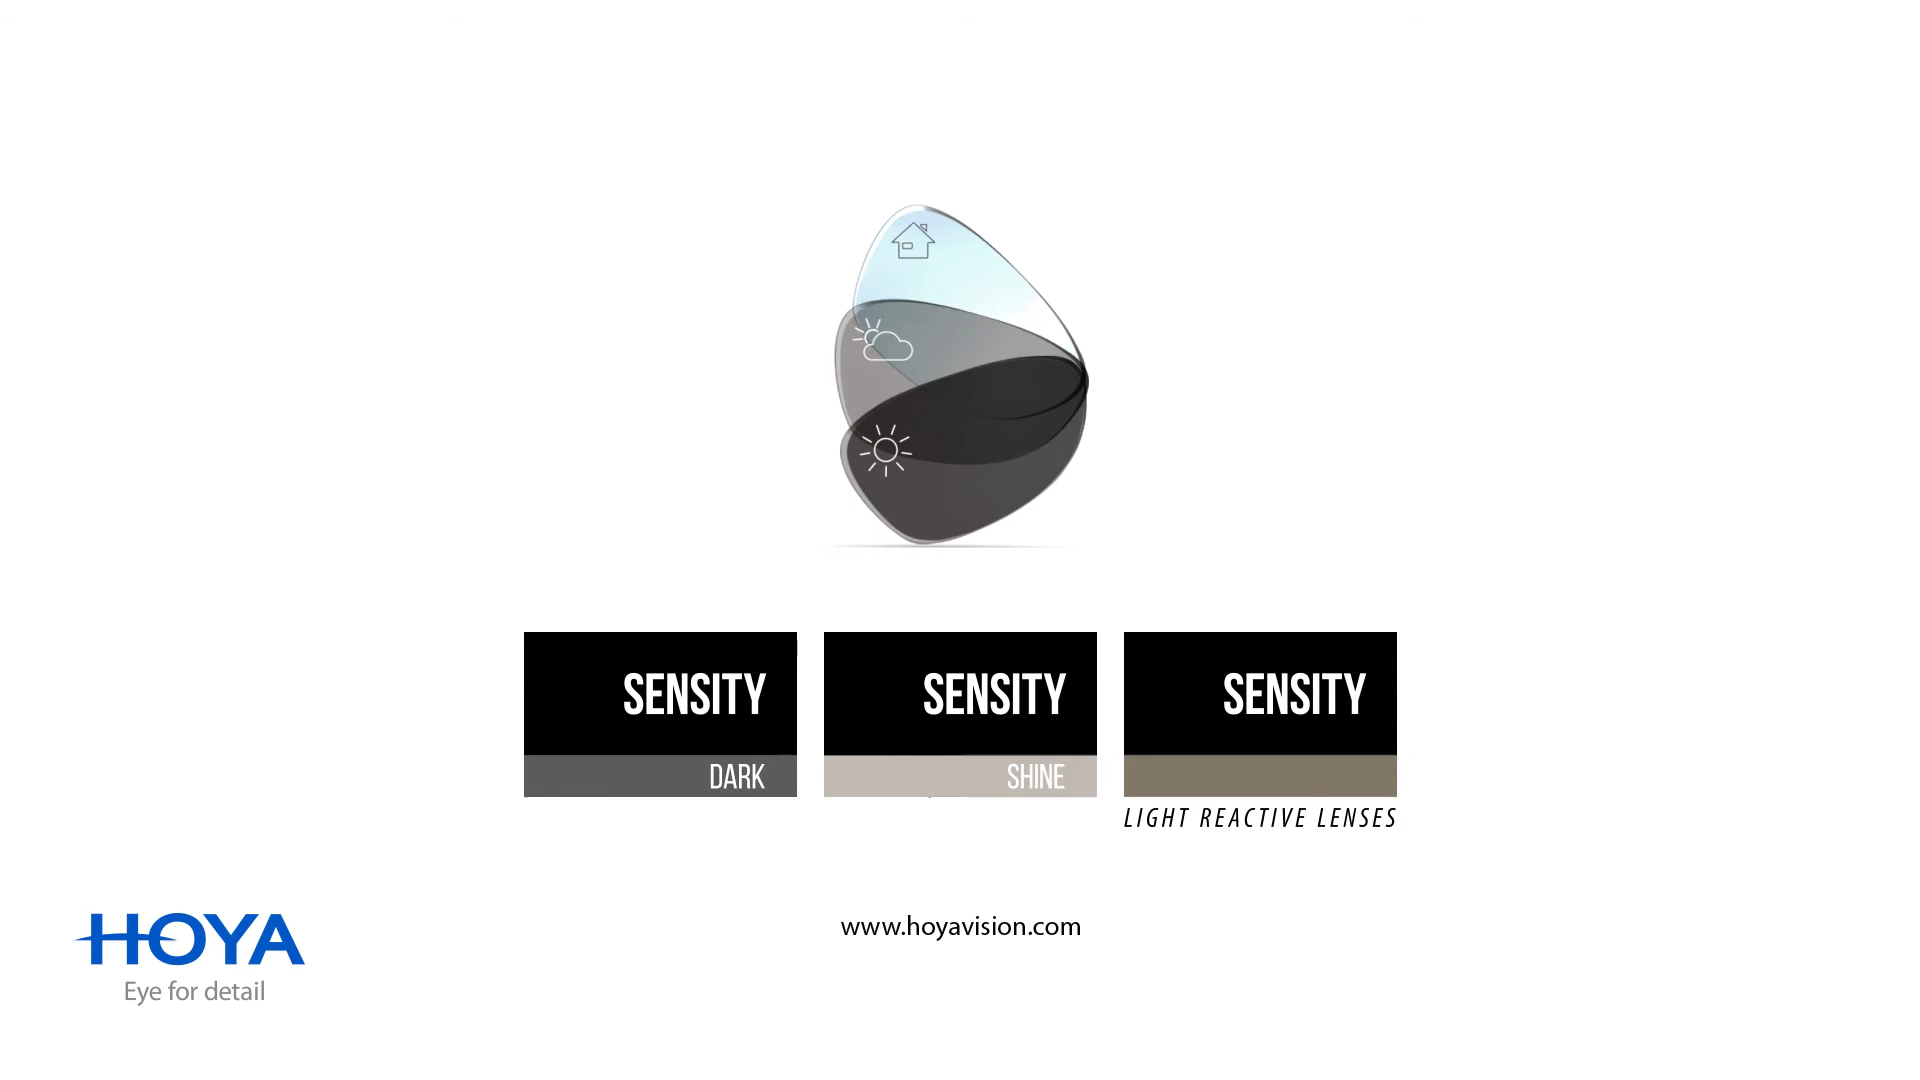 SENSITY
DARK
SENSITY
SHINE
SENSITY
LIGHT REACTIVE LENSES
www.hoyavision.com
HOYA
Eye for detail